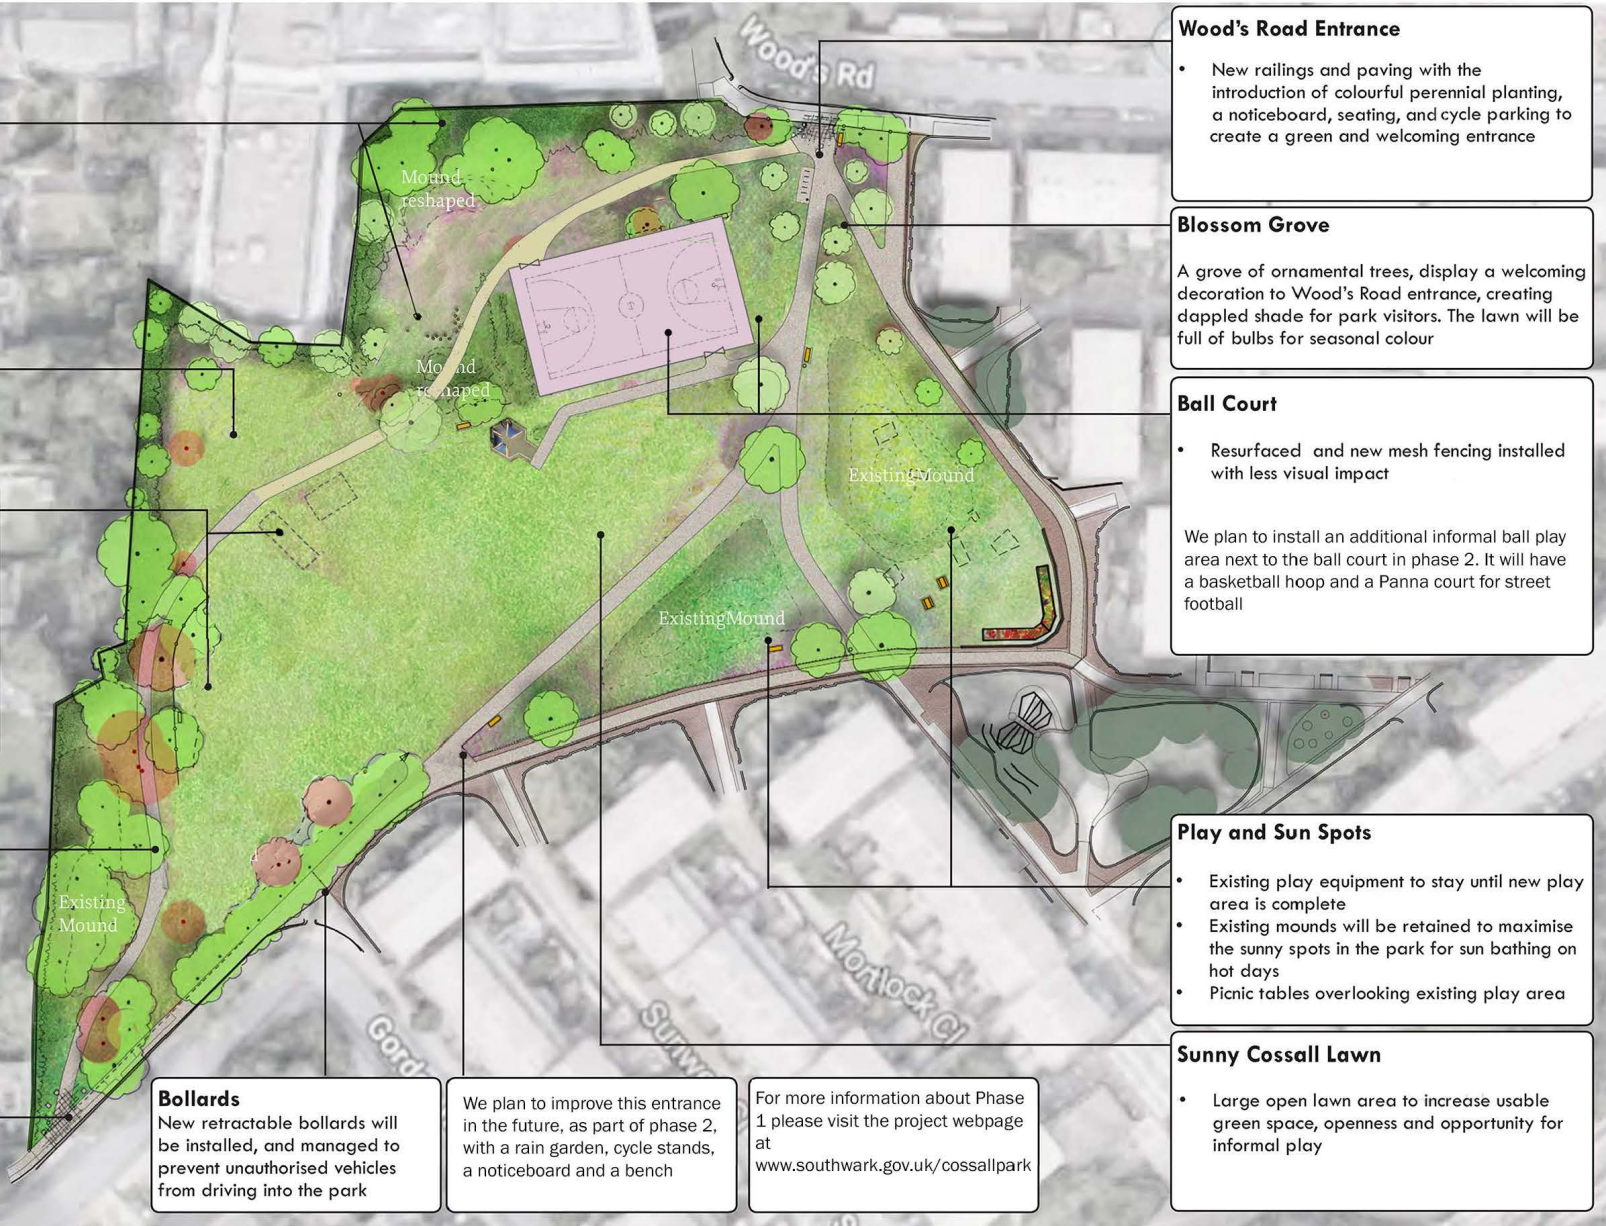 Wood's Rd
Mound
reshaped
Mound
reshaped
ExistingMound
ExistingMound
Existing
Mound
Mortlock Cl
Wood's Road Entrance
• New railings and paving with the
introduction of colourful perennial planting,
a noticeboard, seating, and cycle parking to
create a green and welcoming entrance
Blossom Grove
A grove of ornamental trees, display a welcoming
decoration to Wood's Road entrance, creating
dappled shade for park visitors. The lawn will be
full of bulbs for seasonal colour
Ball Court
• Resurfaced and new mesh fencing installed
with less visual impact
We plan to install an additional informal ball play
area next to the ball court in phase 2. It will have
a basketball hoop and a Panna court for street
football
Play and Sun Spots
• Existing play equipment to stay until new play
area is complete
• Existing mounds will be retained to maximise
the sunny spots in the park for sun bathing on
hot days
• Picnic tables overlooking existing play area
Sunny Cossall Lawn
• Large open lawn area to increase usable
green space, openness and opportunity for
informal play
Bollards
New retractable bollards will
be installed, and managed to
prevent unauthorised vehicles
from driving into the park
We plan to improve this entrance
in the future, as part of phase 2,
with a rain garden, cycle stands,
a noticeboard and a bench
For more information about Phase
1 please visit the project webpage
at
www.southwark.gov.uk/cossallpark